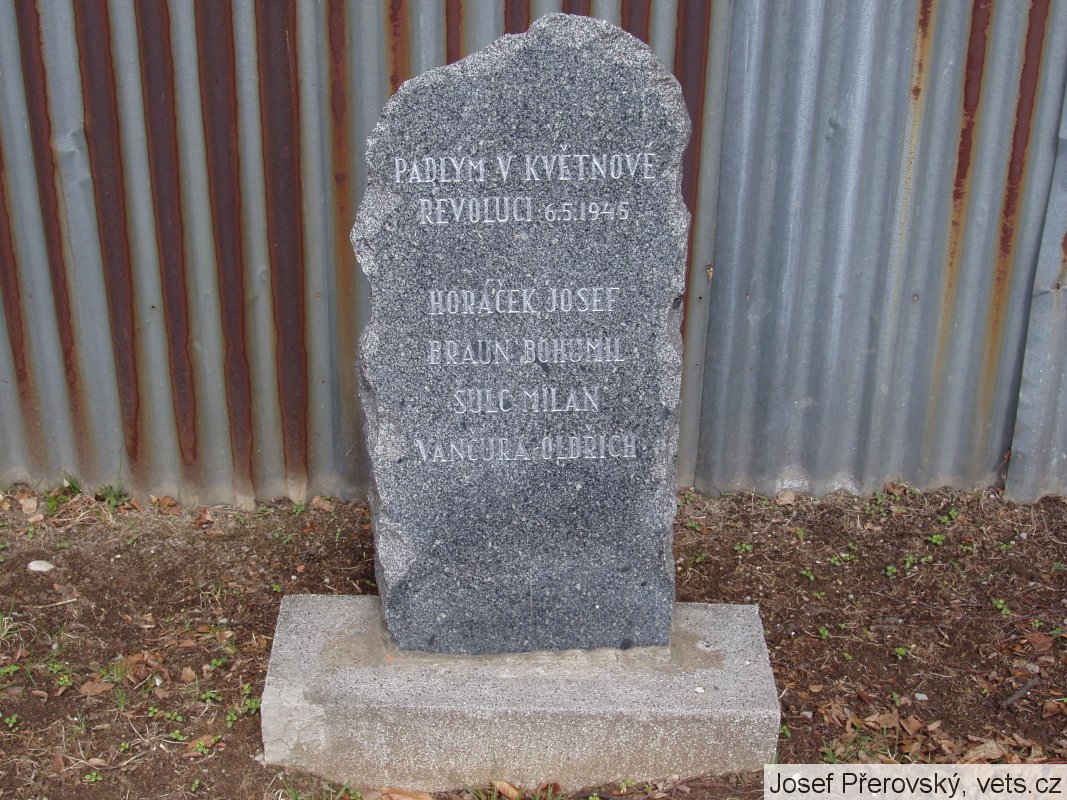 PADLÝM V KVĚTNOVÉ
REVOLUCI 6.5.1945
HORÁČEK JOSEF
BRAUN BOHUMIL
ŠULC MILAN
VANČURA OLDŘICH
Josef Přerovský, vets.cz